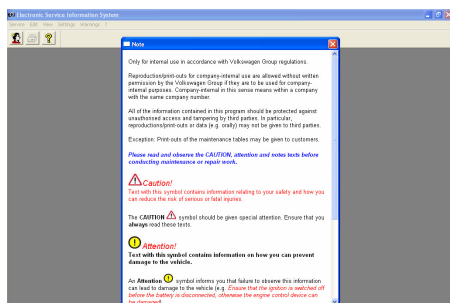 Electronic Service Information System
Service Edit View Settings Warnings ?
Note
Only for internal use in accordance with Volkswagen Group regulations.
Reproduction/print-outs for company-internal use are allowed without written
permission by the Volkswagen Group if they are to be used for company-
internal purposes. Company-internal in this sense means within a company
with the same company number.
All of the information contained in this program should be protected against
unauthorised access and tampering by third parties. In particular,
reproductions/print-outs or data (e.g. orally) may not be given to third parties.
Exception: Print-outs of the maintenance tables may be given to customers.
Please read and observe the CAUTION, attention and notes texts before
conducting maintenance or repair work.
Caution!
Text with this symbol contains information relating to your safety and how you
can reduce the risk of serious or fatal injuries.
The CAUTION symbol should be given special attention. Ensure that you
always read these texts.
Attention!
Text with this symbol contains information on how you can prevent
damage to the vehicle.
An Attention symbol informs you that failure to observe this information
can lead to damage to the vehicle (e.g. Ensure that the ignition is switched off
before the battery is disconnected, otherwise the engine control device can
be damaged).